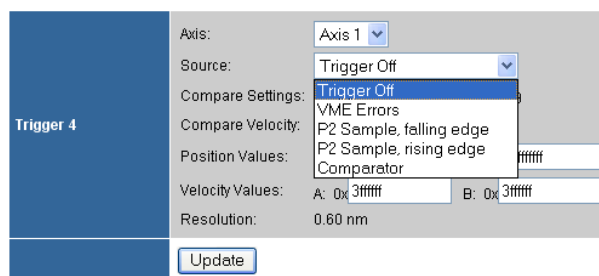 Axis: Axis 1
Source: Trigger Off
Trigger Off
Compare Settings:
VME Errors
Trigger 4
Compare Velocity:
P2 Sample, falling edge
P2 Sample, rising edge
Position Values:
Comparator
Velocity Values: A: 0x 3ffffff B: 0x 3ffffff
Resolution: 0.60 nm
Update